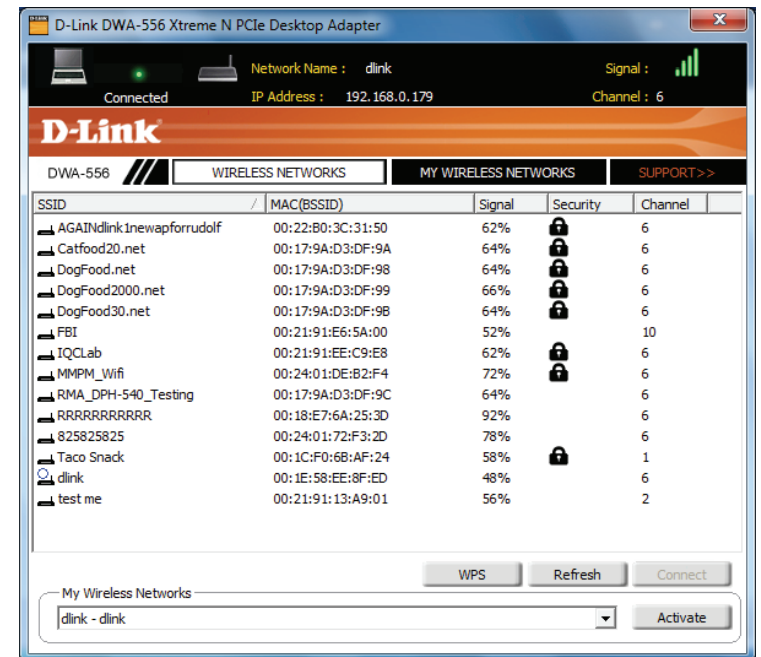 D-Link DWA-556 Xtreme N PCIe Desktop Adapter
Network Name : dlink Signal :
Connected IP Address : 192.168.0.179 Channel : 6
D-Link
DWA-556 WIRELESS NETWORKS MY WIRELESS NETWORKS SUPPORT>>
SSID MAC(BSSID) Signal Security Channel
AGAINdlink1newapforrudolf 00:22:B0:3C:31:50 62% 6
Catfood20.net 00:17:9A:D3:DF:9A 64% 6
DogFood.net 00:17:9A:D3:DF:98 64% 6
DogFood2000.net 00:17:9A:D3:DF:99 66% 6
DogFood30.net 00:17:9A:D3:DF:9B 64% 6
FBI 00:21:91:E6:5A:00 52% 10
IQCLab 00:21:91:EE:C9:E8 62% 6
MMPM_Wifi 00:24:01:DE:B2:F4 72% 6
RMA_DPH-540_Testing 00:17:9A:D3:DF:9C 64% 6
RRRRRRRRRRR 00:18:E7:6A:25:3D 92% 6
825825825 00:24:01:72:F3:2D 78% 6
Taco Snack 00:1C:F0:6B:AF:24 58% 1
dlink 00:1E:58:EE:8F:ED 48% 6
test me 00:21:91:13:A9:01 56% 2
WPS Refresh Connect
My Wireless Networks
dlink - dlink Activate